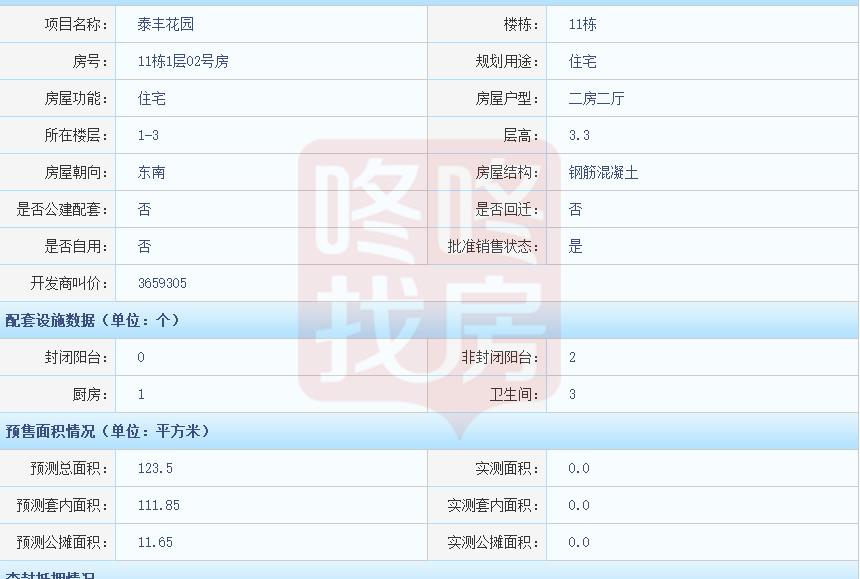 项目名称： 泰丰花园 楼栋： 11栋
房号： 11栋1层02号房 规划用途： 住宅
房屋功能： 住宅 房屋户型： 二房二厅
所在楼层： 1-3 层高： 3.3
房屋朝向： 东南 房屋结构： 钢筋混凝土
是否公建配套： 否 是否回迁： 否
是否自用： 否 批准销售状态： 是
开发商叫价： 3659305
配套设施数据（单位：个）
封闭阳台： 0 非封闭阳台： 2
厨房： 1 卫生间： 3
预售面积情况（单位：平方米）
预测总面积： 123.5 实测面积： 0.0
预测套内面积： 111.85 实测套内面积： 0.0
预测公摊面积： 11.65 实测公摊面积： 0.0
查封抵押情况
咚咚
找房